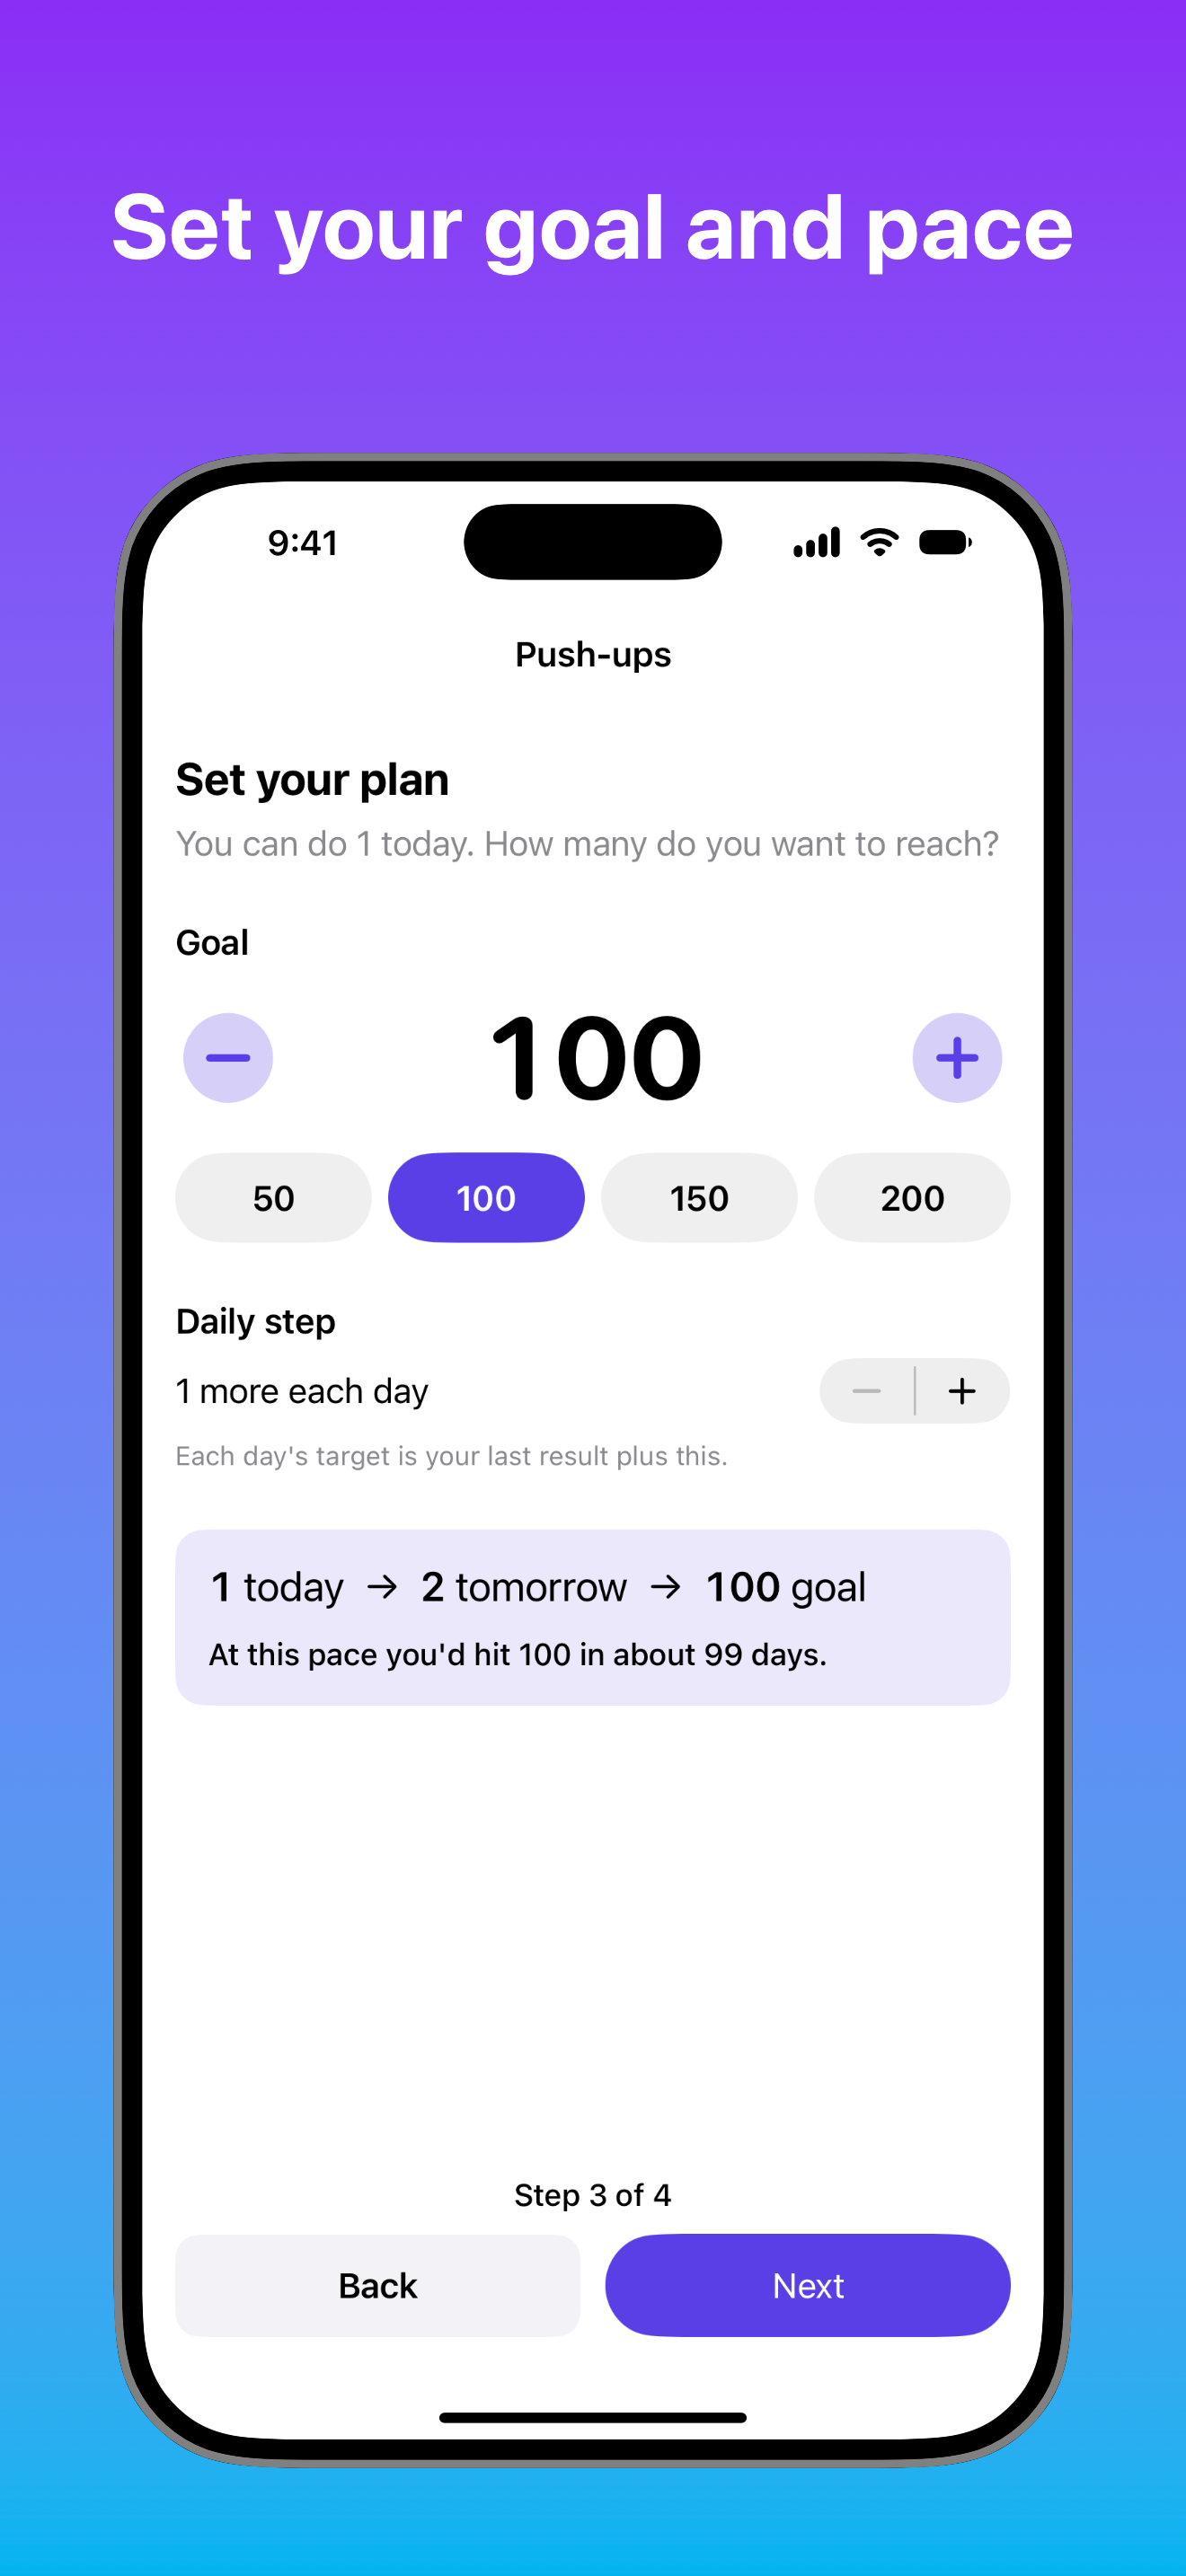 Set your goal and pace
9:41
Push-ups
Set your plan
You can do 1 today. How many do you want to reach?
Goal
100
50 100 150 200
Daily step
1 more each day
Each day's target is your last result plus this.
1 today → 2 tomorrow → 100 goal
At this pace you'd hit 100 in about 99 days.
Step 3 of 4
Back Next